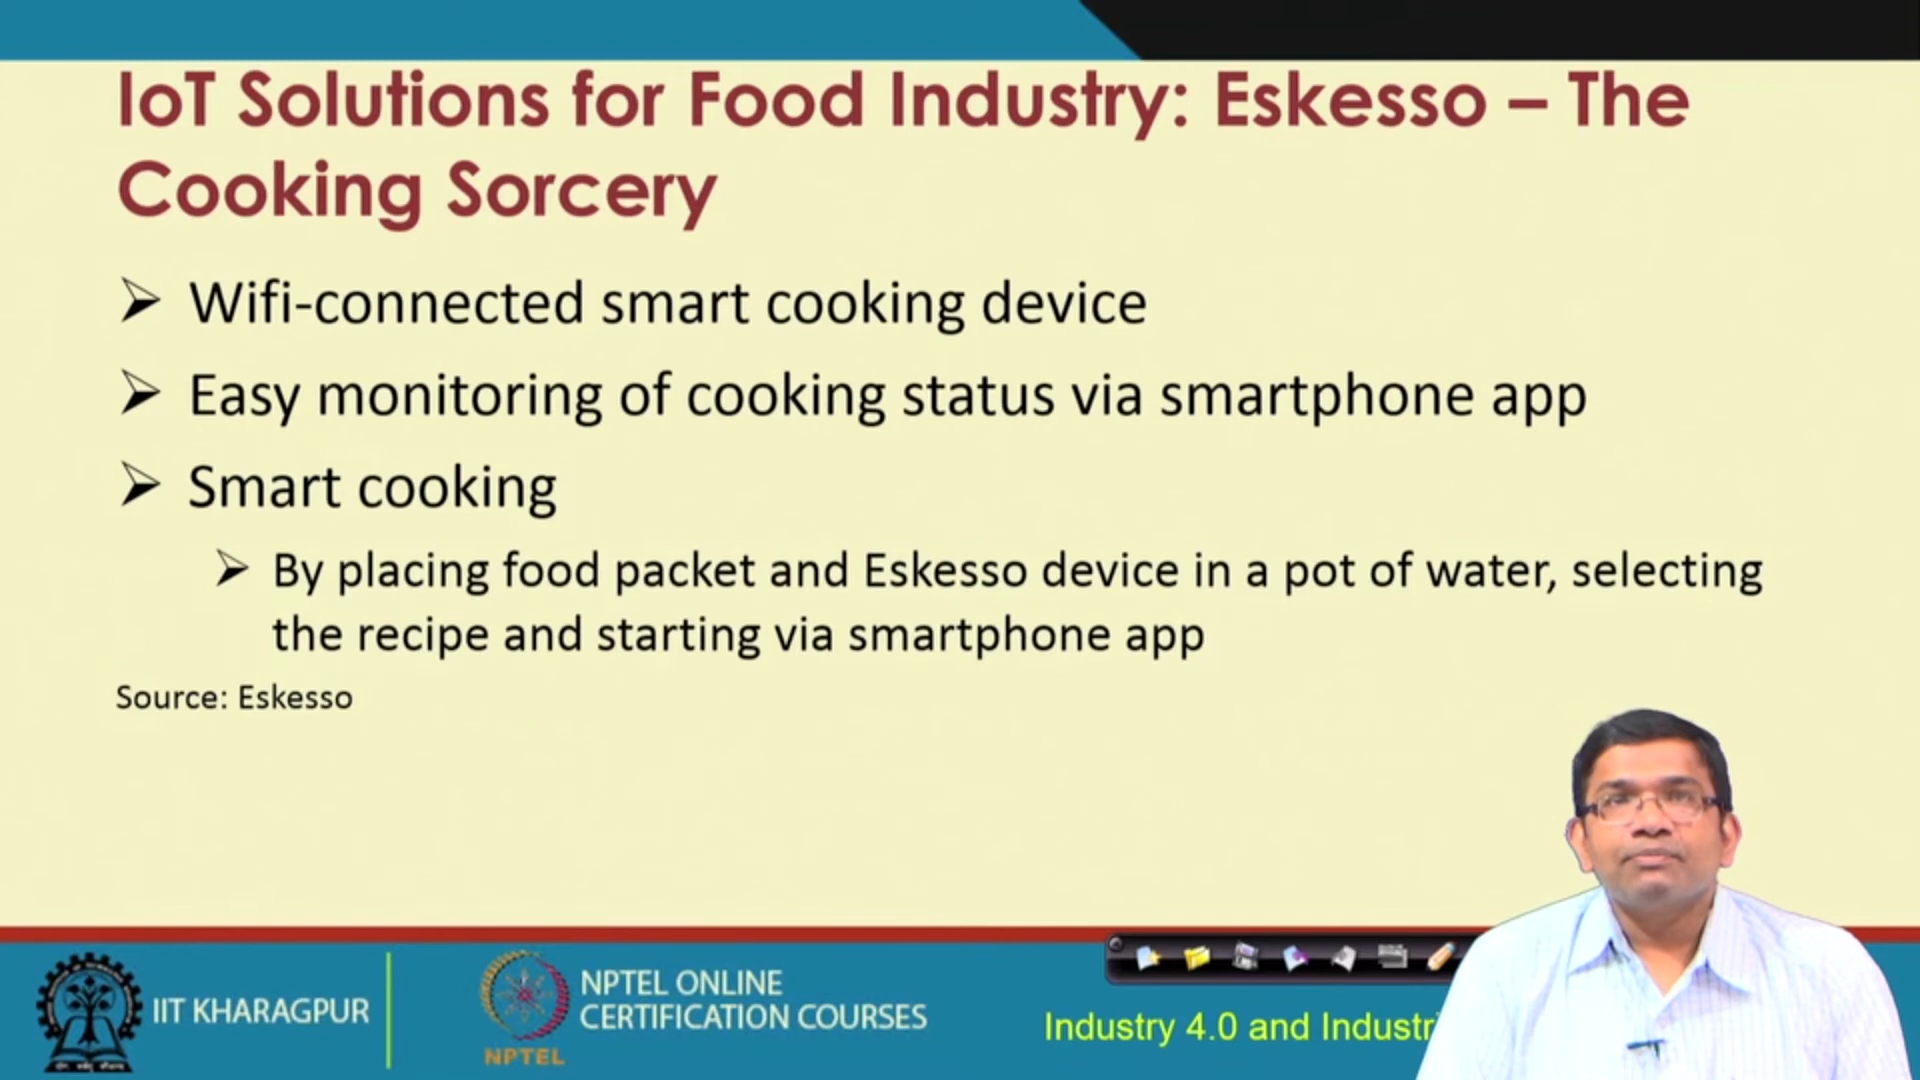 IoT Solutions for Food Industry: Eskesso – The
Cooking Sorcery
➢ Wifi-connected smart cooking device
➢ Easy monitoring of cooking status via smartphone app
➢ Smart cooking
➢ By placing food packet and Eskesso device in a pot of water, selecting
the recipe and starting via smartphone app
Source: Eskesso
IIT KHARAGPUR
NPTEL ONLINE
CERTIFICATION COURSES
NPTEL
Industry 4.0 and Industri